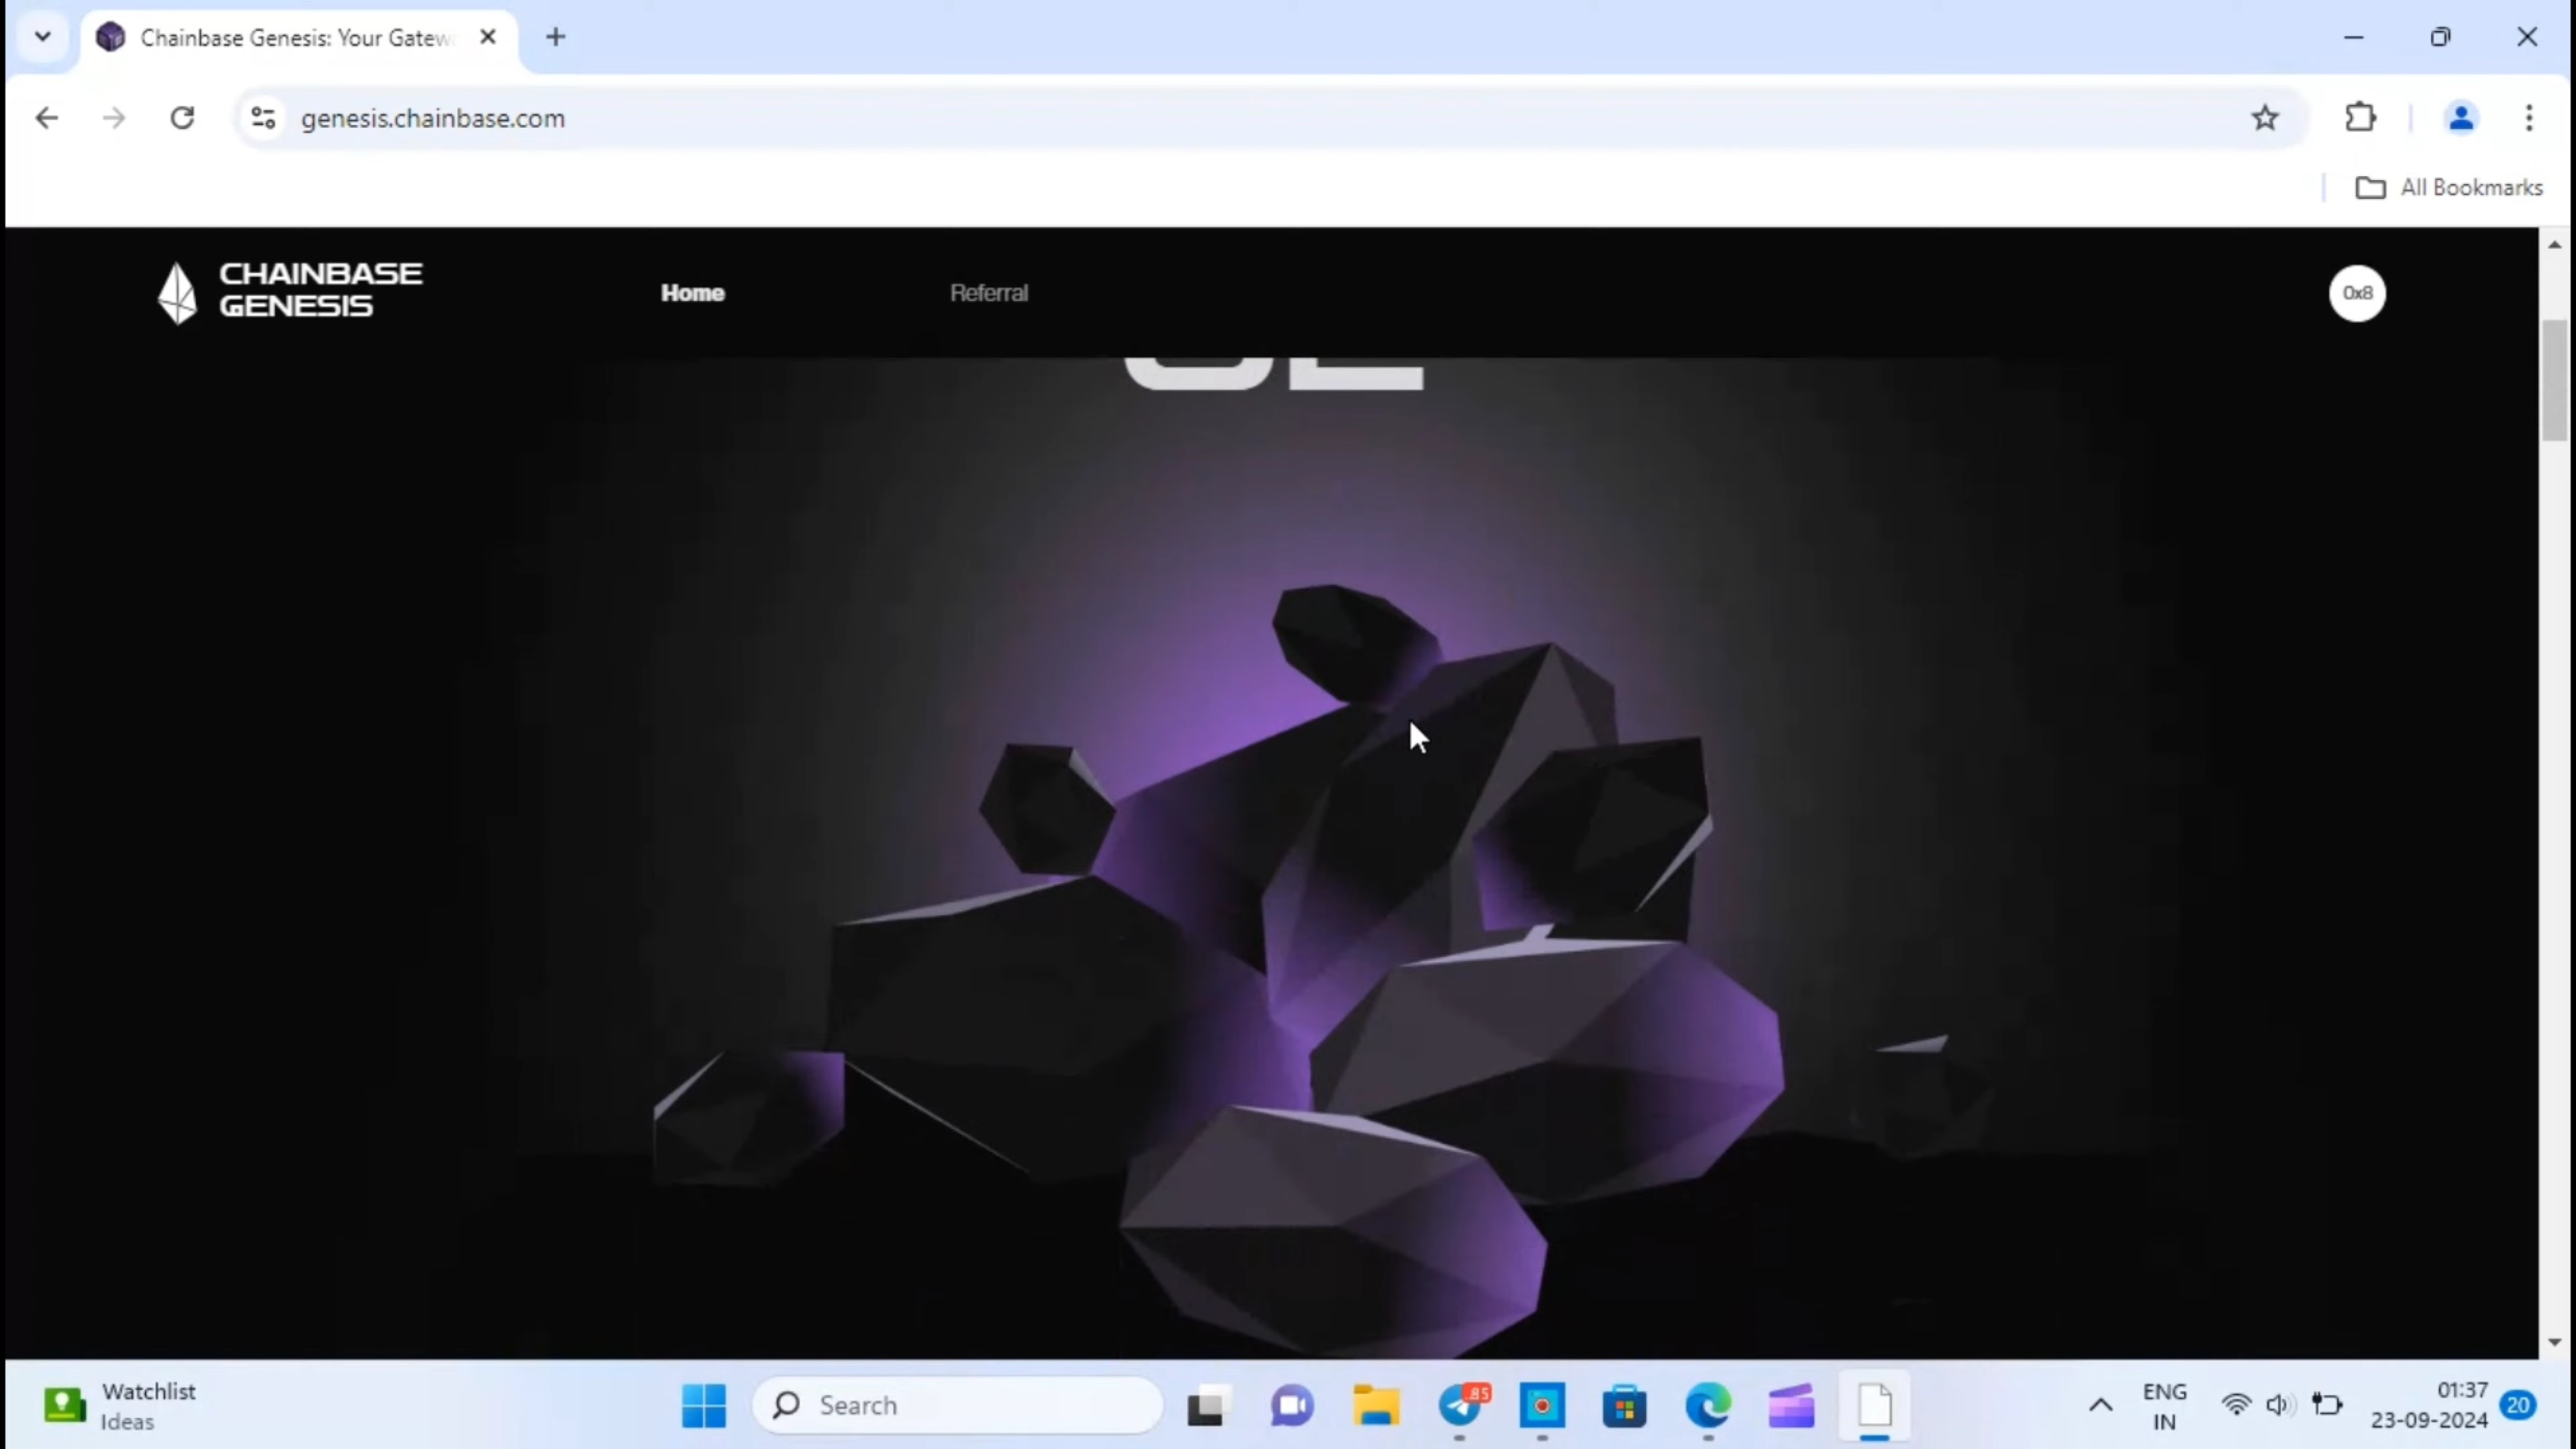 Chainbase Genesis: Your Gatew
genesis.chainbase.com
All Bookmarks
CHAINBASE
GENESIS
Home
Referral
0x8
Watchlist
Ideas
Search
85
ENG
IN
01:37
23-09-2024
20